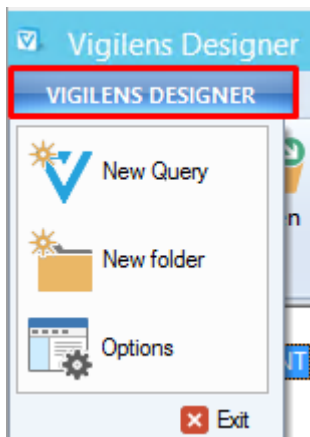 Vigilens Designer
VIGILENS DESIGNER
New Query
New folder
Options
Exit